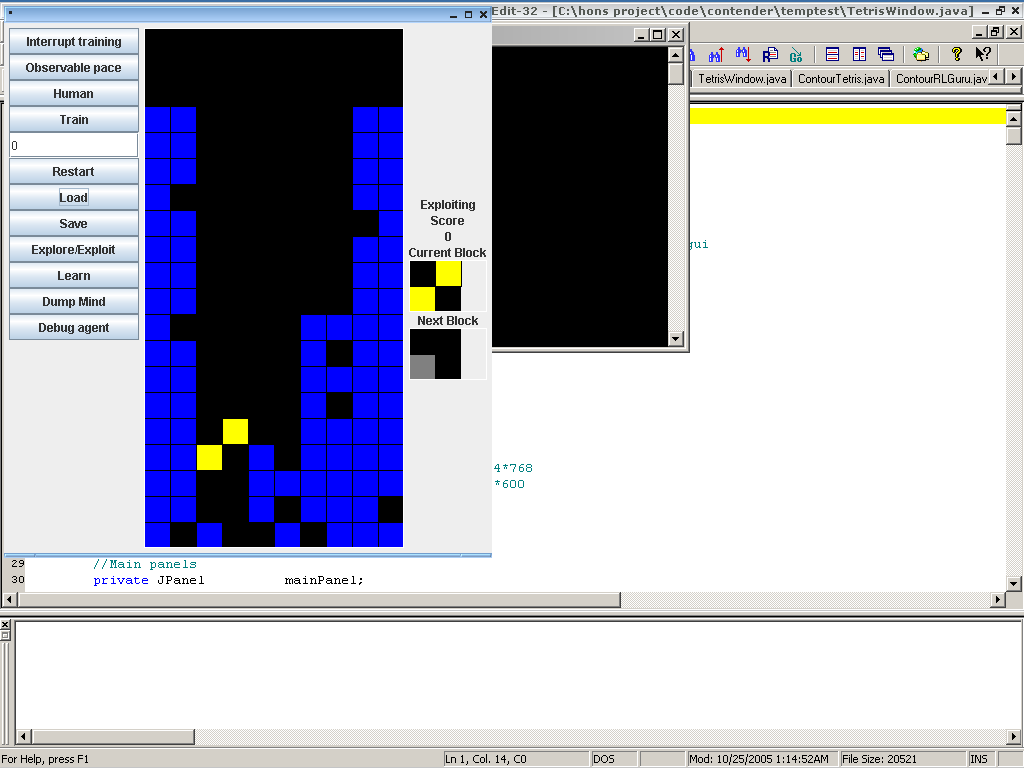 Edit-32 - [C:\hons project\code\contender\temptest\TetrisWindow.java]
Interrupt training
Observable pace
Human
Train
0
Restart
Load
Save
Explore/Exploit
Learn
Dump Mind
Debug agent
Exploiting
Score
0
Current Block
Next Block
TetrisWindow.java
ContourTetris.java
ContourRLGuru.jav
gui
4*768
*600
29 //Main panels
30 private JPanel mainPanel;
For Help, press F1
Ln 1, Col. 14, C0
DOS
Mod: 10/25/2005 1:14:52AM
File Size: 20521
INS